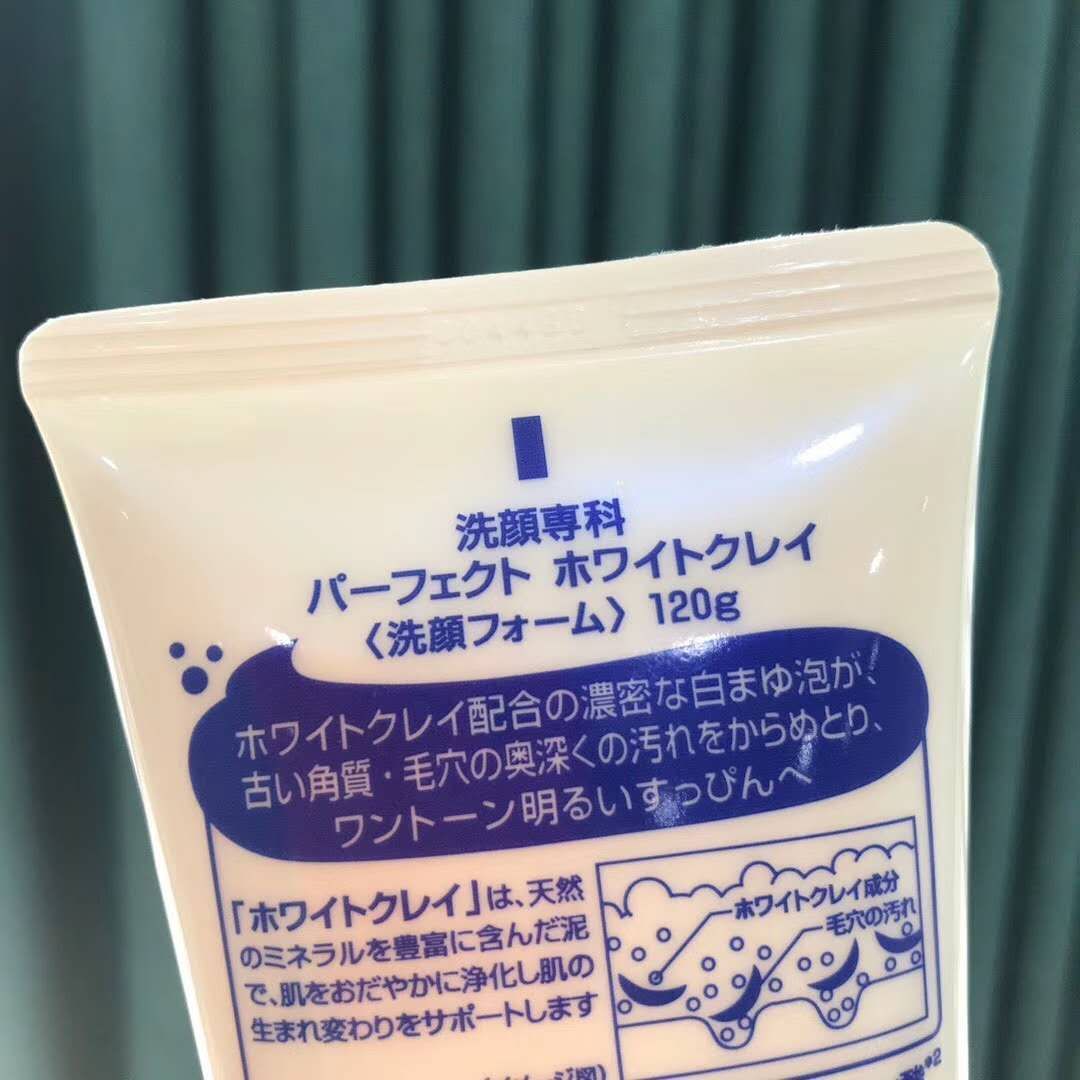 洗顔専科
パーフェクト ホワイトクレイ
〈洗顔フォーム〉 120g
ホワイトクレイ配合の濃密な白まゆ泡が、
古い角質・毛穴の奥深くの汚れをからめとり、
ワントーン明るいすっぴんへ
「ホワイトクレイ」は、天然
のミネラルを豊富に含んだ泥
で、肌をおだやかに浄化し肌の
生まれ変わりをサポートします
ホワイトクレイ成分
毛穴の汚れ